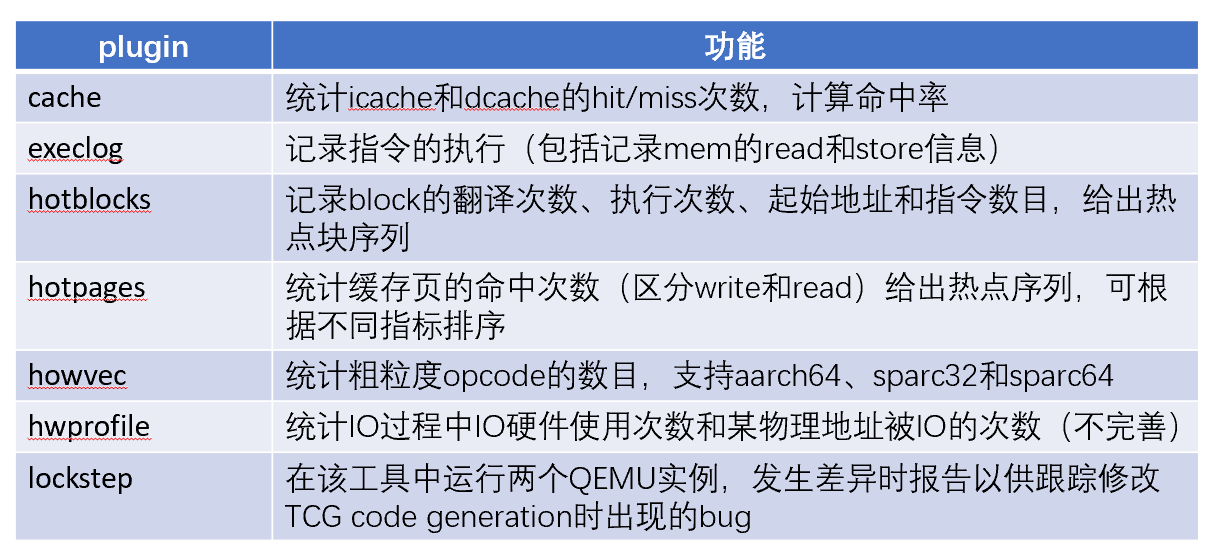 plugin 功能
cache 统计icache和dcache的hit/miss次数，计算命中率
execlog 记录指令的执行（包括记录mem的read和store信息）
hotblocks 记录block的翻译次数、执行次数、起始地址和指令数目，给出热
点块序列
hotpages 统计缓存页的命中次数（区分write和read）给出热点序列，可根
据不同指标排序
howvec 统计粗粒度opcode的数目，支持aarch64、sparc32和sparc64
hwprofile 统计IO过程中IO硬件使用次数和某物理地址被IO的次数（不完善）
lockstep 在该工具中运行两个QEMU实例，发生差异时报告以供跟踪修改
TCG code generation时出现的bug